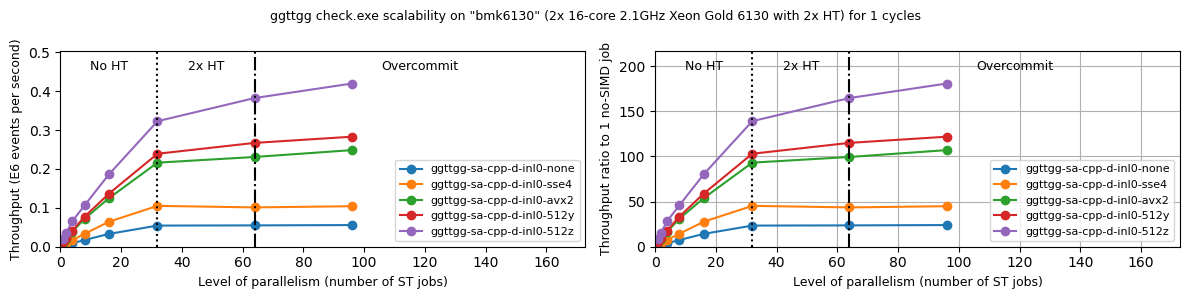 ggttgg check.exe scalability on "bmk6130" (2x 16-core 2.1GHz Xeon Gold 6130 with 2x HT) for 1 cycles
Throughput (E6 events per second)
0.5
0.4
0.3
0.2
0.1
0.0
No HT
2x HT
Overcommit
ggttgg-sa-cpp-d-inl0-none
ggttgg-sa-cpp-d-inl0-sse4
ggttgg-sa-cpp-d-inl0-avx2
ggttgg-sa-cpp-d-inl0-512y
ggttgg-sa-cpp-d-inl0-512z
0 20 40 60 80 100 120 140 160
Level of parallelism (number of ST jobs)
Throughput ratio to 1 no-SIMD job
200
150
100
50
0
No HT
2x HT
Overcommit
ggttgg-sa-cpp-d-inl0-none
ggttgg-sa-cpp-d-inl0-sse4
ggttgg-sa-cpp-d-inl0-avx2
ggttgg-sa-cpp-d-inl0-512y
ggttgg-sa-cpp-d-inl0-512z
0 20 40 60 80 100 120 140 160
Level of parallelism (number of ST jobs)